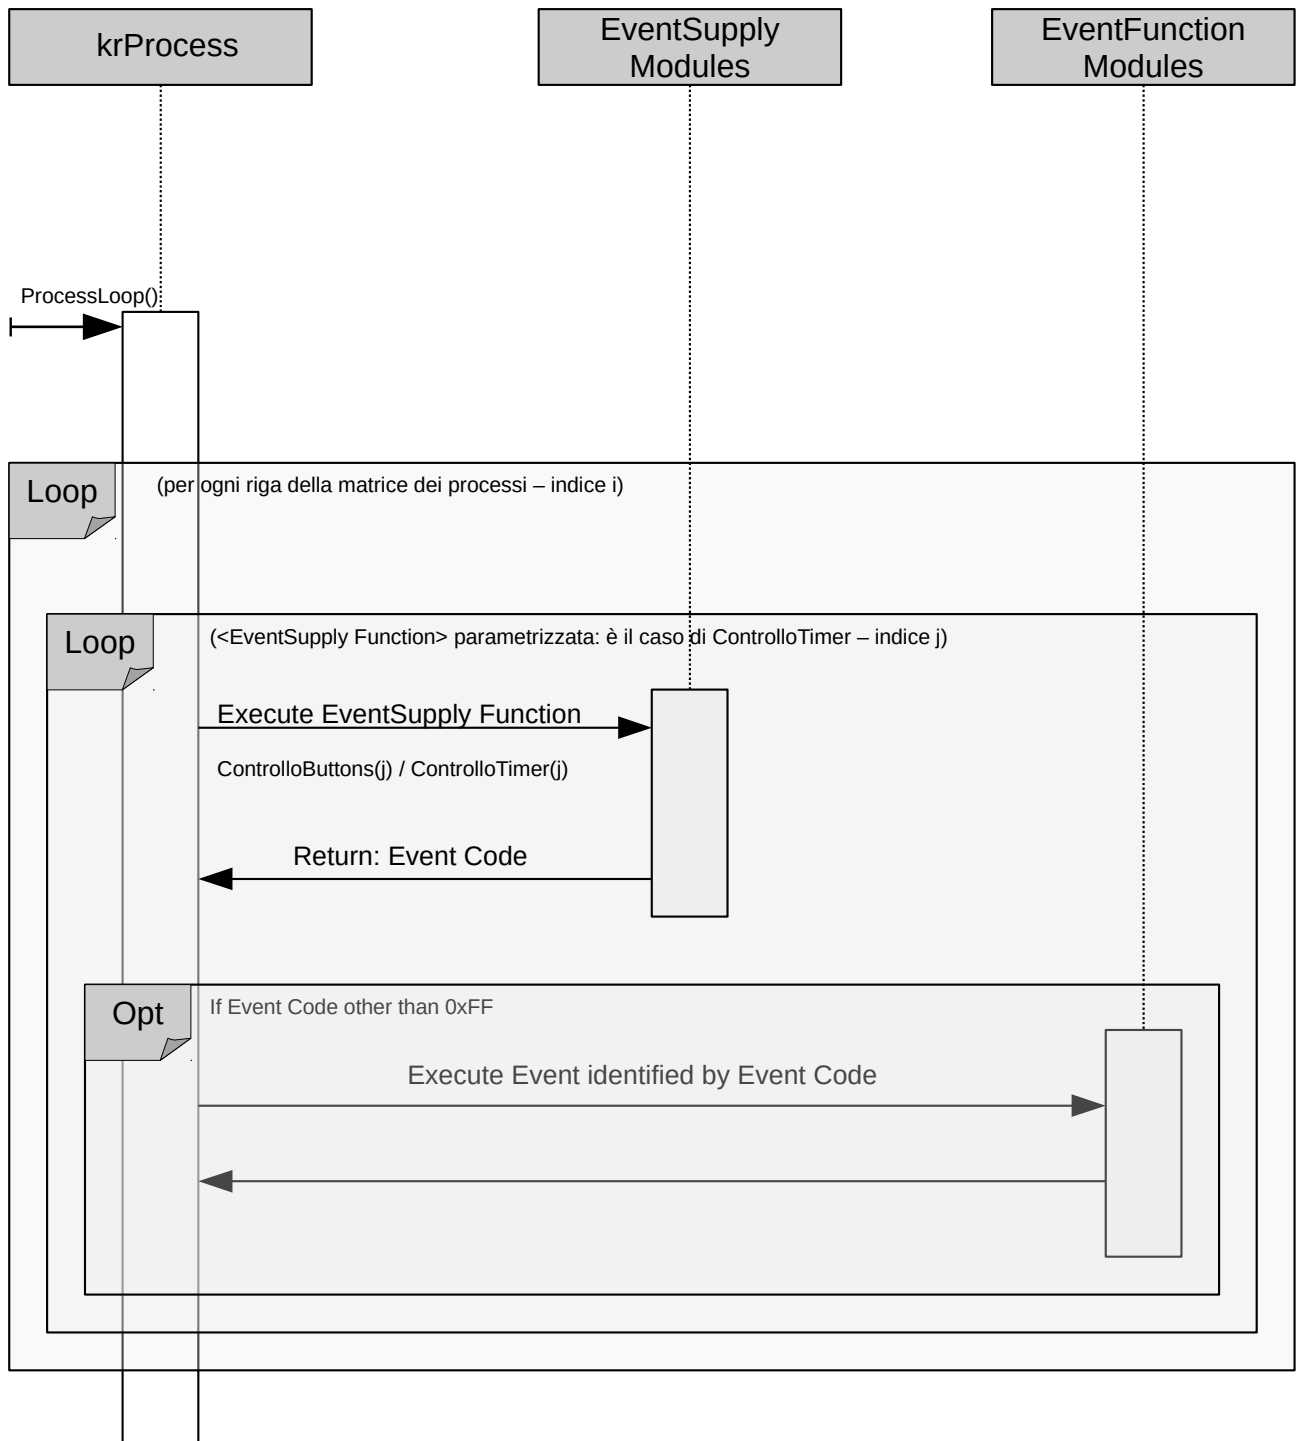 krProcess
EventSupply
Modules
EventFunction
Modules
ProcessLoop()
Loop
(per ogni riga della matrice dei processi – indice i)
Loop
(<EventSupply Function> parametrizzata: è il caso di ControlloTimer – indice j)
Execute EventSupply Function
ControlloButtons(j) / ControlloTimer(j)
Return: Event Code
Opt
If Event Code other than 0xFF
Execute Event identified by Event Code